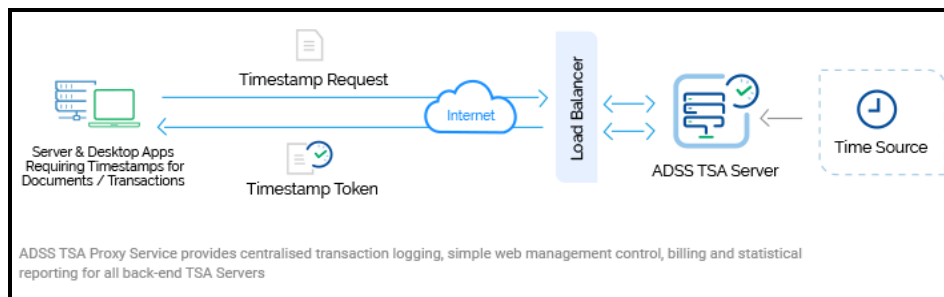 Timestamp Request
Internet
Load Balancer
Server & Desktop Apps
Requiring Timestamps for
Documents / Transactions
Timestamp Token
ADSS TSA Server
Time Source
ADSS TSA Proxy Service provides centralised transaction logging, simple web management control, billing and statistical
reporting for all back-end TSA Servers